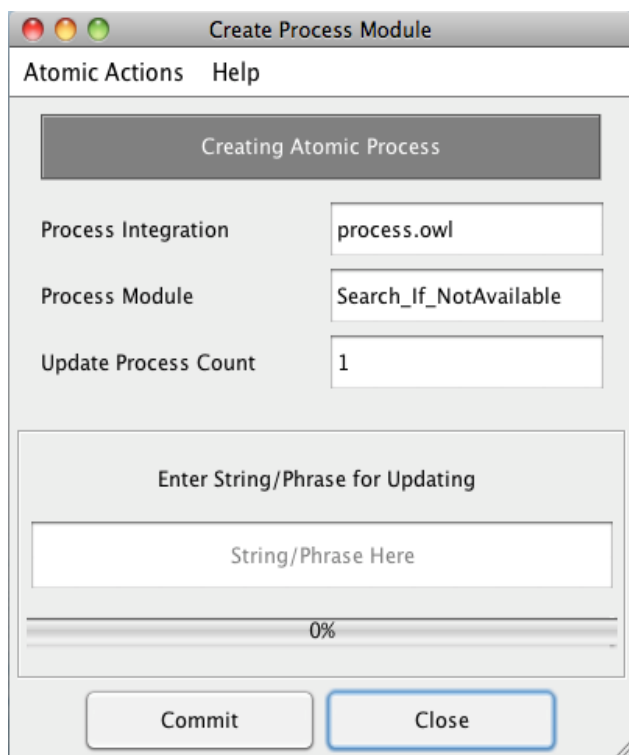 Create Process Module
Atomic Actions Help
Creating Atomic Process
Process Integration process.owl
Process Module Search_If_NotAvailable
Update Process Count 1
Enter String/Phrase for Updating
String/Phrase Here
0%
Commit Close